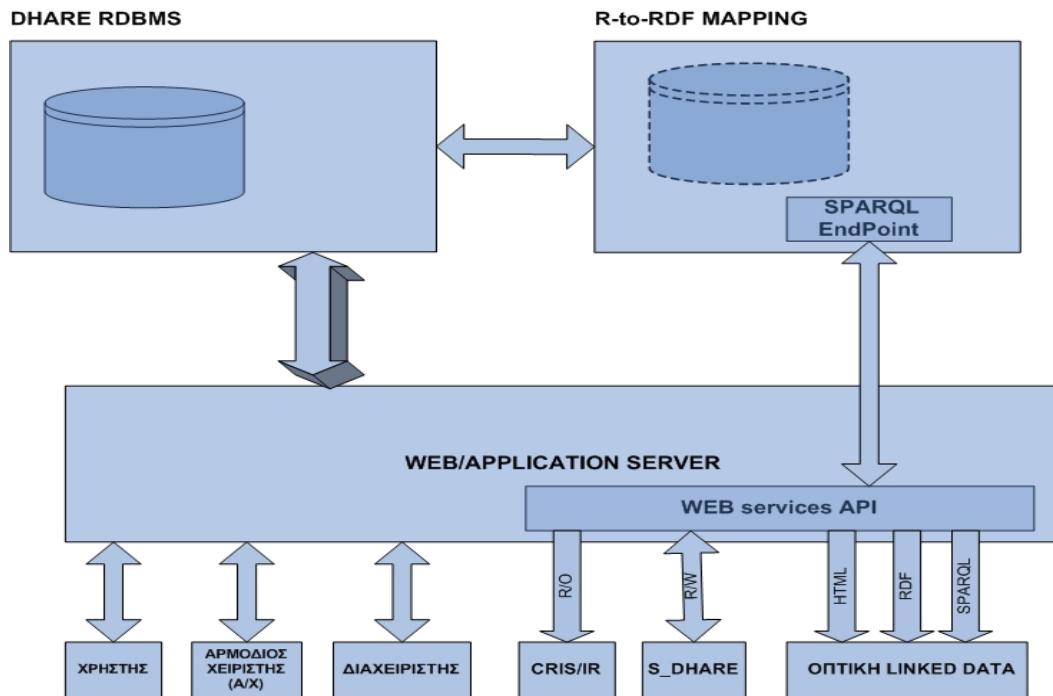 DHARE RDBMS
R-to-RDF MAPPING
SPARQL
EndPoint
WEB/APPLICATION SERVER
WEB services API
R/O
R/W
HTML
RDF
SPARQL
ΧΡΗΣΤΗΣ
ΑΡΜΟΔΙΟΣ
ΧΕΙΡΙΣΤΗΣ
(Α/Χ)
ΔΙΑΧΕΙΡΙΣΤΗΣ
CRIS/IR
S_DHARE
ΟΠΤΙΚΗ LINKED DATA